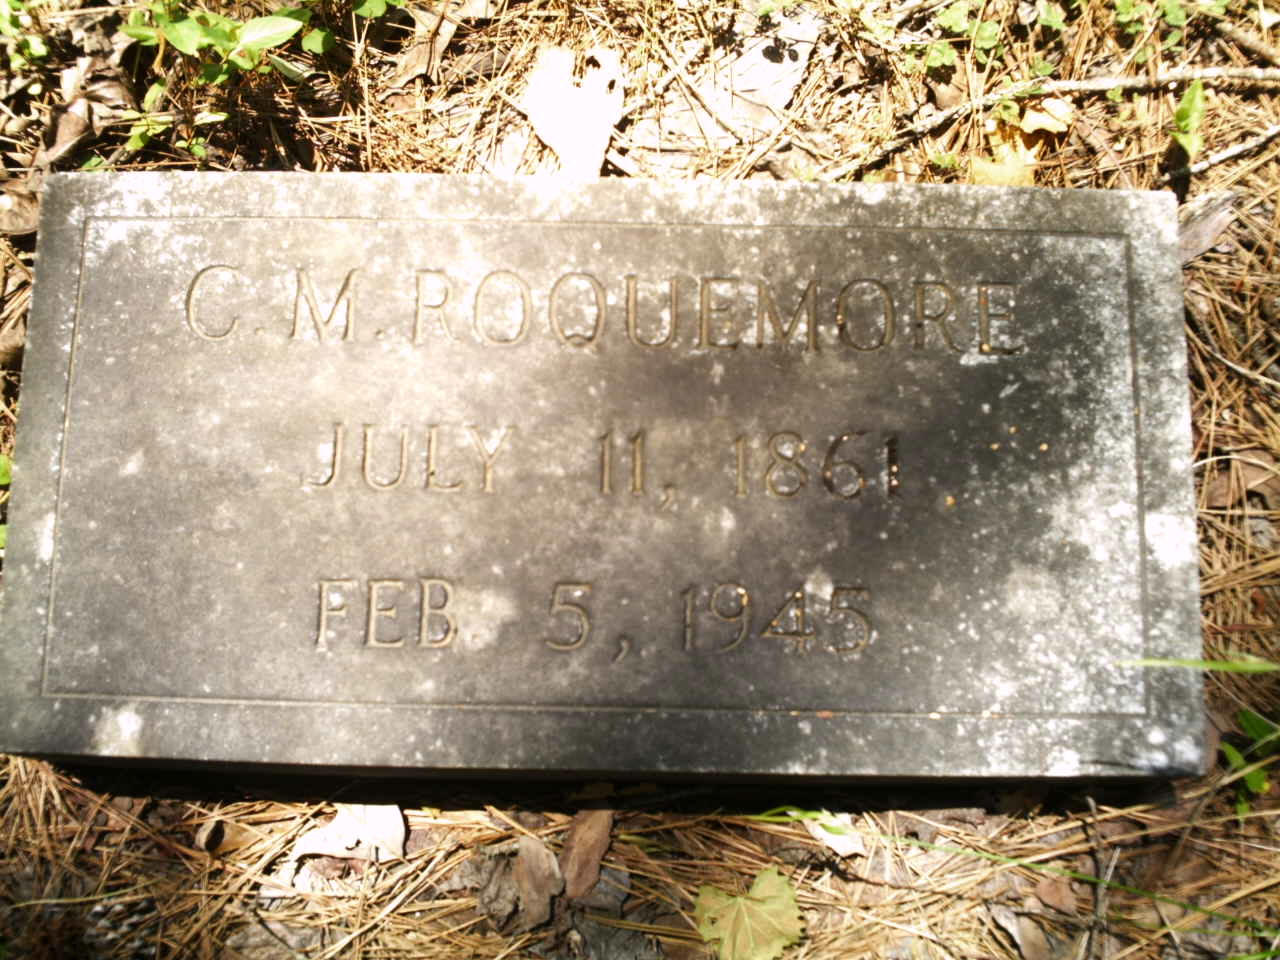 C. M. ROQUEMORE
JULY 11, 1861
FEB 5, 1945